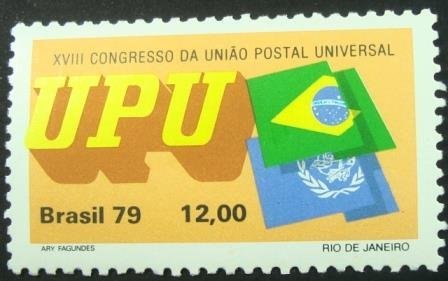 XVIII CONGRESSO DA UNIÃO POSTAL UNIVERSAL
UPU
Brasil 79 12,00
ARY FAGUNDES RIO DE JANEIRO